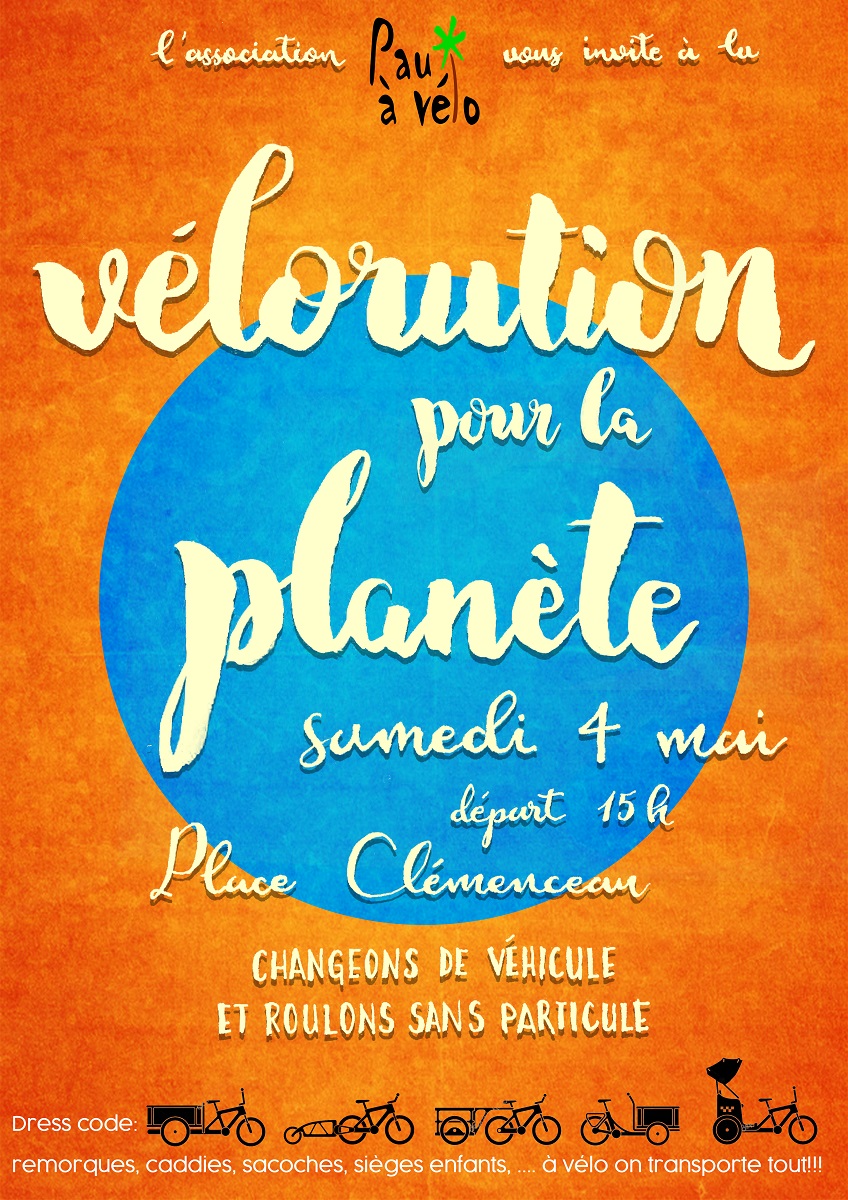 l'association Pau à vélo vous invite à la
vélorution
pour la
planète
samedi 4 mai
départ 15h
Place Clémenceau
CHANGEONS DE VÉHICULE
ET ROULONS SANS PARTICULE
Dress code:
remorques, caddies, sacoches, sièges enfants, .... à vélo on transporte tout!!!